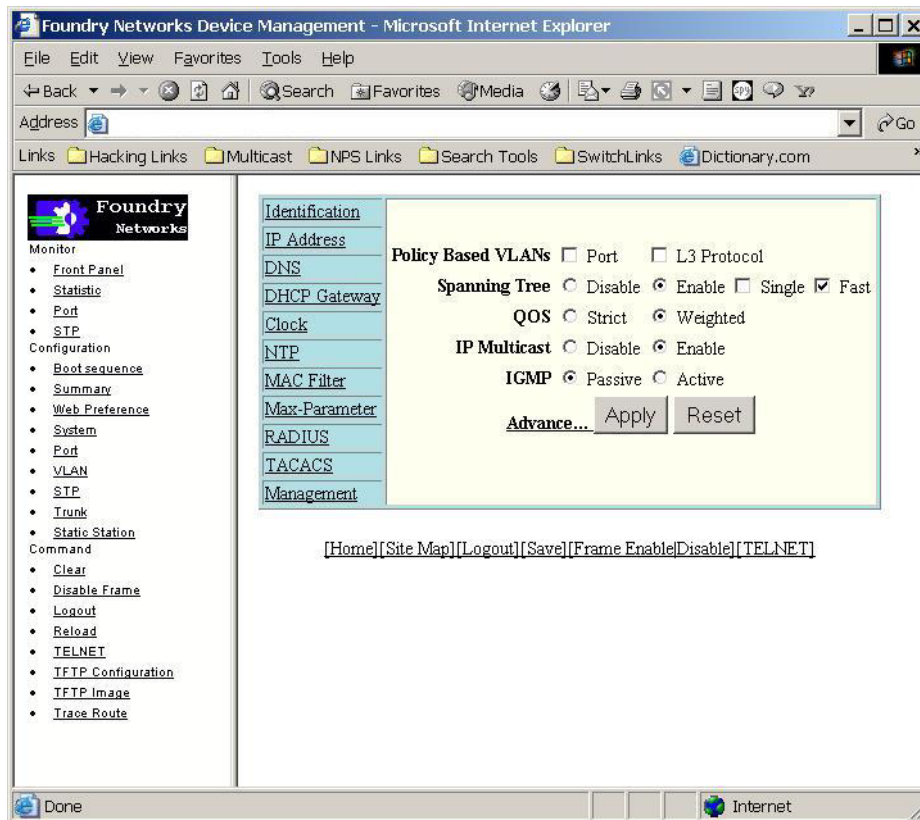 Foundry Networks Device Management - Microsoft Internet Explorer
File Edit View Favorites Tools Help
Back Search Favorites Media
Address Go
Links Hacking Links Multicast NPS Links Search Tools SwitchLinks Dictionary.com »
Foundry
Networks
Monitor
• Front Panel
• Statistic
• Port
• STP
Configuration
• Boot sequence
• Summary
• Web Preference
• System
• Port
• VLAN
• STP
• Trunk
• Static Station
Command
• Clear
• Disable Frame
• Logout
• Reload
• TELNET
• TFTP Configuration
• TFTP Image
• Trace Route
Identification
IP Address
DNS
DHCP Gateway
Clock
NTP
MAC Filter
Max-Parameter
RADIUS
TACACS
Management
Policy Based VLANs Port L3 Protocol
Spanning Tree Disable Enable Single Fast
QOS Strict Weighted
IP Multicast Disable Enable
IGMP Passive Active
Advance... Apply Reset
[Home][Site Map][Logout][Save][Frame Enable|Disable][TELNET]
Done Internet